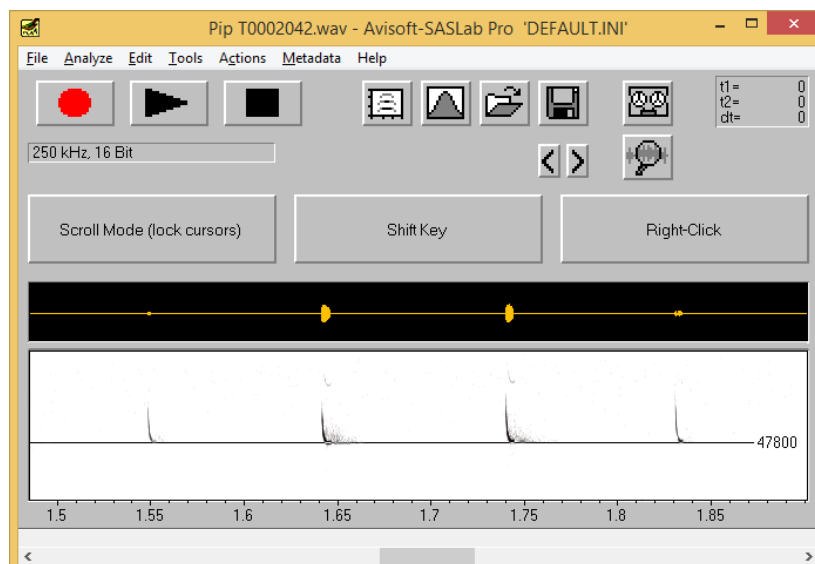 Pip T0002042.wav - Avisoft-SASLab Pro 'DEFAULT.INI'
File Analyze Edit Tools Actions Metadata Help
t1= 0
t2= 0
dt= 0
250 kHz, 16 Bit
Scroll Mode (lock cursors) Shift Key Right-Click
47800
1.5 1.55 1.6 1.65 1.7 1.75 1.8 1.85